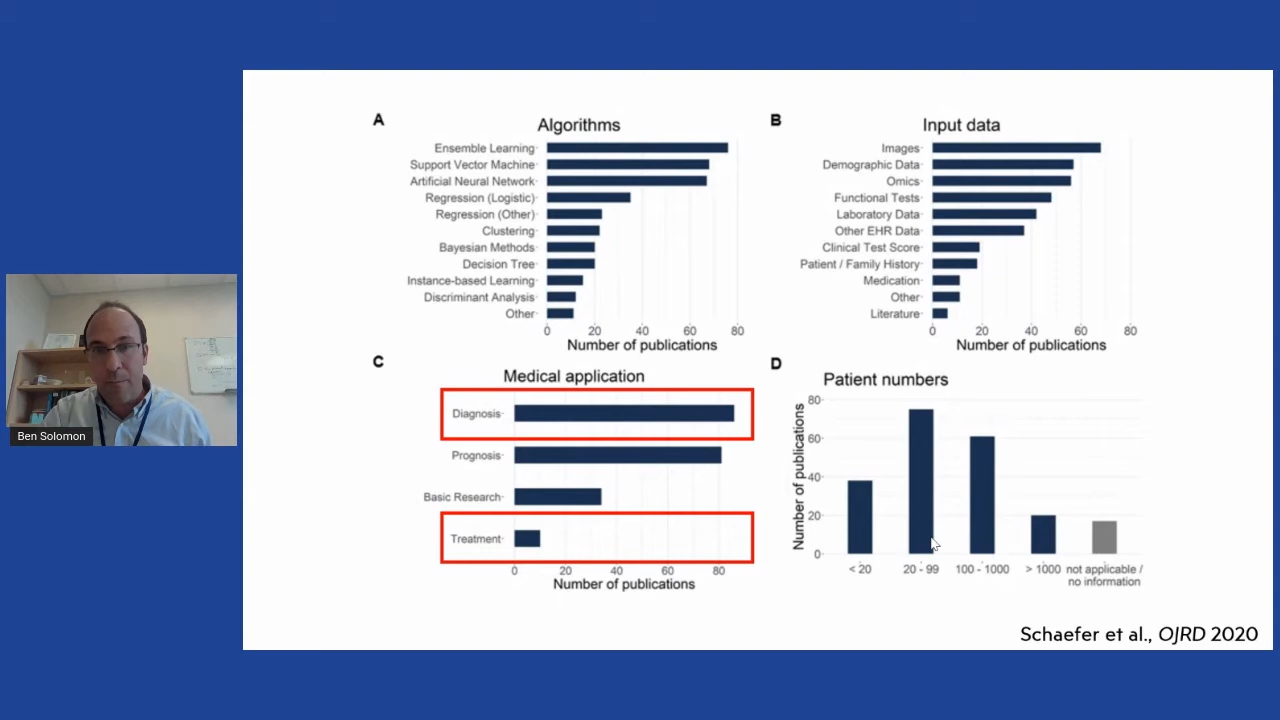 A
Algorithms
Ensemble Learning
Support Vector Machine
Artificial Neural Network
Regression (Logistic)
Regression (Other)
Clustering
Bayesian Methods
Decision Tree
Instance-based Learning
Discriminant Analysis
Other
0 20 40 60 80
Number of publications
B
Input data
Images
Demographic Data
Omics
Functional Tests
Laboratory Data
Other EHR Data
Clinical Test Score
Patient / Family History
Medication
Other
Literature
0 20 40 60 80
Number of publications
C
Medical application
Diagnosis
Prognosis
Basic Research
Treatment
0 20 40 60 80
Number of publications
D
Patient numbers
Number of publications
80
60
40
20
0
< 20 20 - 99 100 - 1000 > 1000 not applicable /
no information
Schaefer et al., OJRD 2020
Ben Solomon